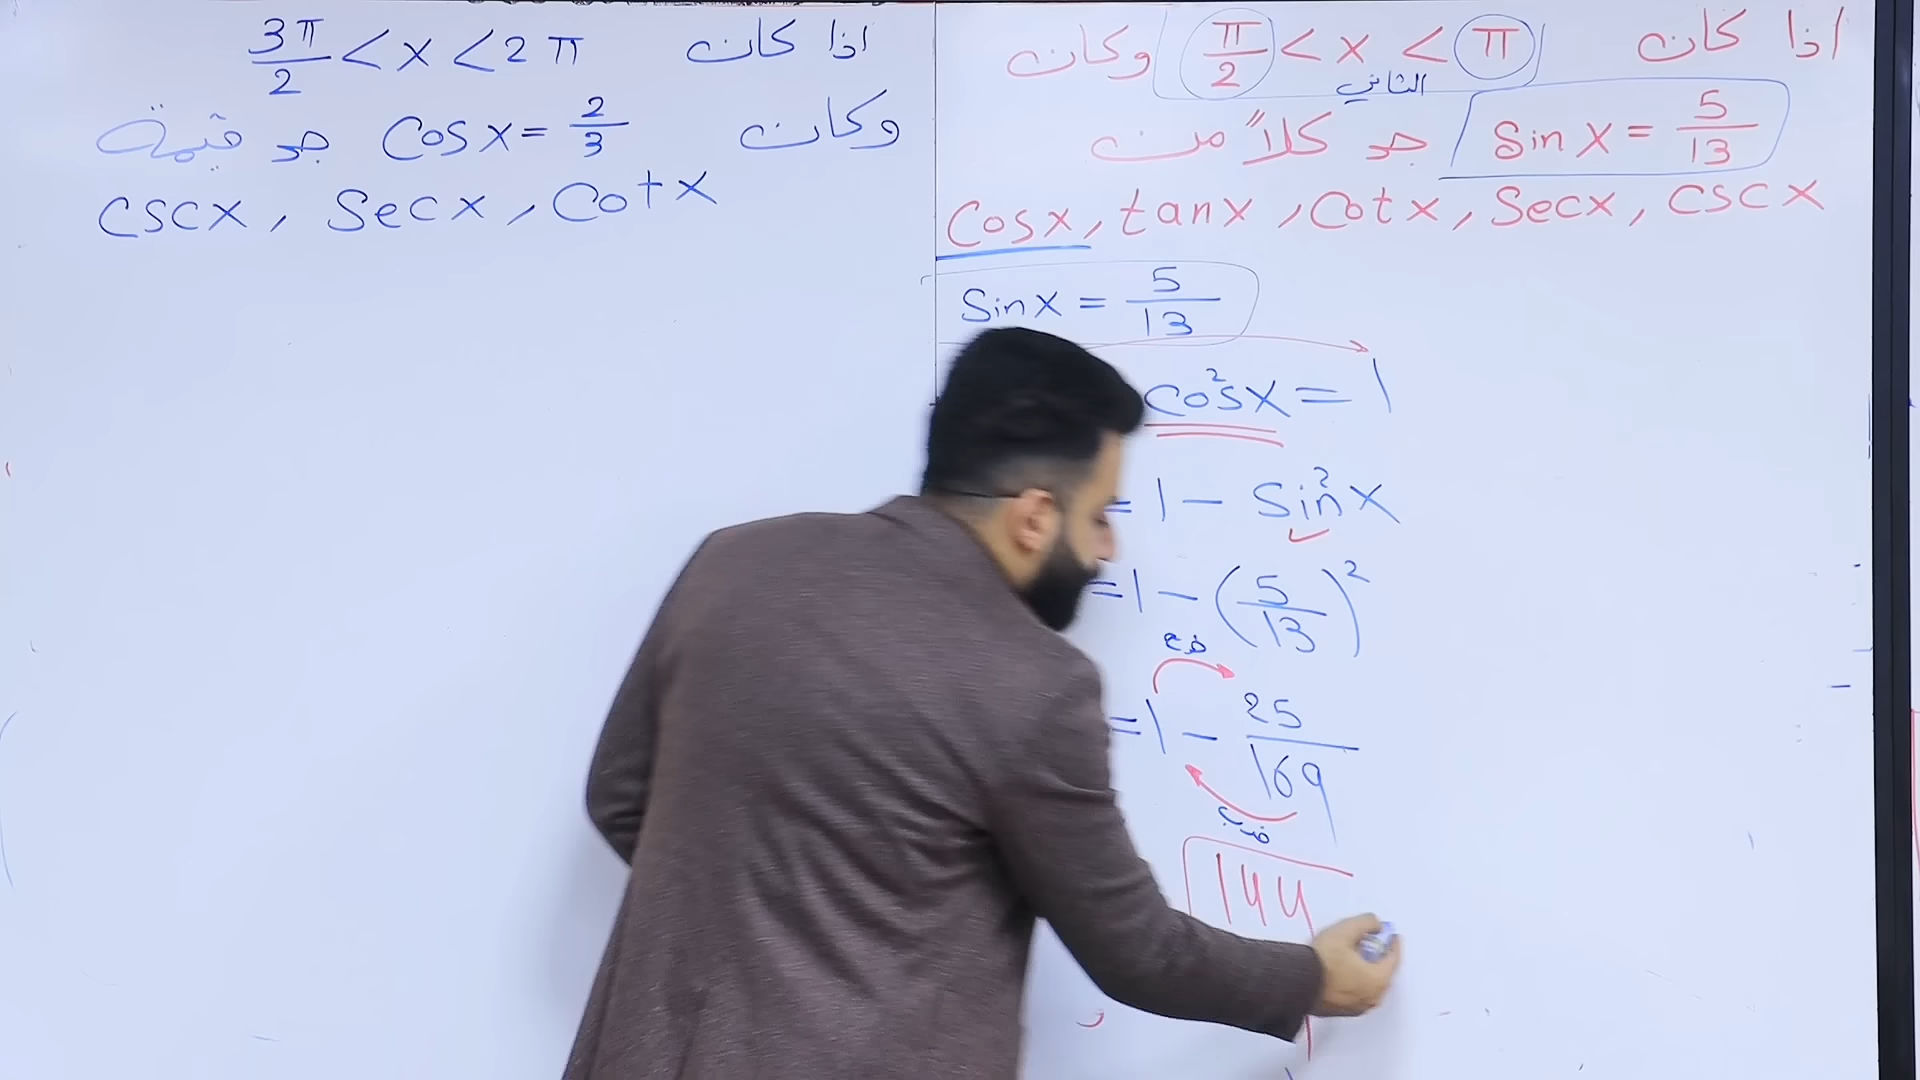 اذا كان π/2 < x < π وكان
الثاني
sin x = 5/13 جد كلاً من
cosx, tanx, cotx, secx, cscx
sinx = 5/13
cos²x = 1
= 1 - sin²x
= 1 - (5/13)²
= 1 - 25/169
ضرب
144
اذا كان 3π/2 < x < 2π
وكان cos x = 2/3 جد قيمة
cscx, secx, cotx